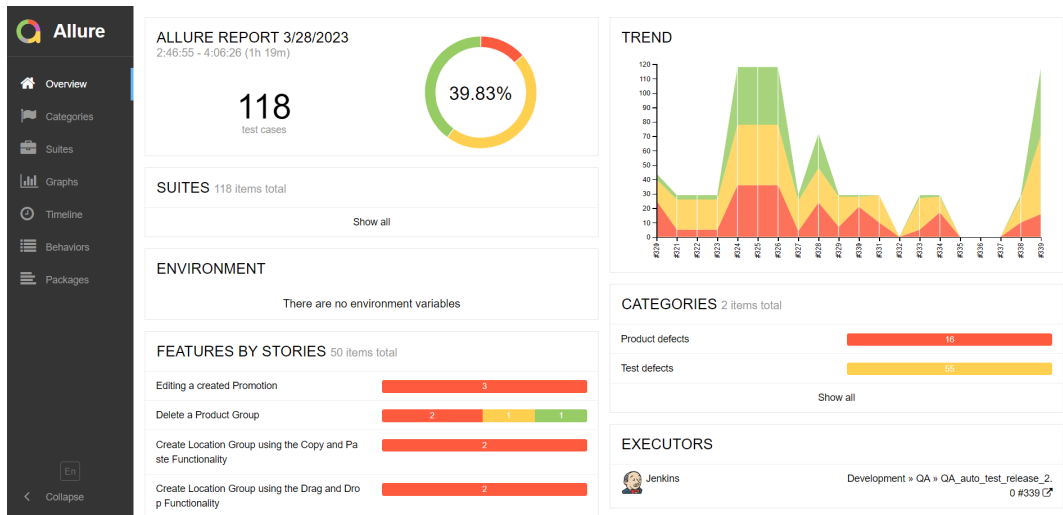 Allure
Overview
Categories
Suites
Graphs
Timeline
Behaviors
Packages
En
Collapse
ALLURE REPORT 3/28/2023
2:46:55 - 4:06:26 (1h 19m)
118
test cases
39.83%
SUITES 118 items total
Show all
ENVIRONMENT
There are no environment variables
FEATURES BY STORIES 50 items total
Editing a created Promotion
3
Delete a Product Group
2 1 1
Create Location Group using the Copy and Pa
ste Functionality
2
Create Location Group using the Drag and Dro
p Functionality
2
TREND
120
110
100
90
80
70
60
50
40
30
20
10
0
#320 #321 #322 #323 #324 #325 #326 #327 #328 #329 #330 #331 #332 #333 #334 #335 #336 #337 #338 #339
CATEGORIES 2 items total
Product defects
16
Test defects
55
Show all
EXECUTORS
Jenkins
Development » QA » QA_auto_test_release_2.
0 #339